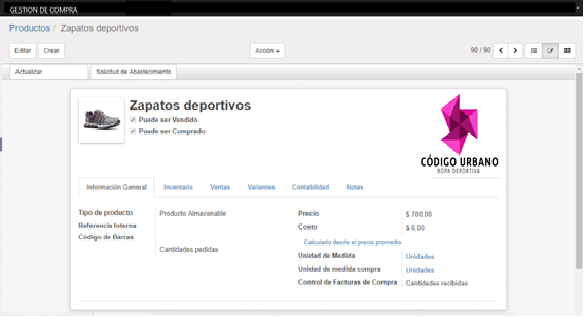 GESTION DE COMPRA
Productos / Zapatos deportivos
Editar Crear Acción 90 / 90
Actualizar Solicitud de Abastecimiento
Zapatos deportivos
Puede ser Vendido
Puede ser Comprado
CÓDIGO URBANO
ROPA DEPORTIVA
Información General Inventario Ventas Variantes Contabilidad Notas
Tipo de producto Producto Almacenable Precio $ 700,00
Referencia Interna Costo $ 0,00
Código de Barras
Calculado desde el precio promedio
Cantidades pedidas
Unidad de Medida Unidades
Unidad de medida compra Unidades
Control de Facturas de Compra Cantidades recibidas